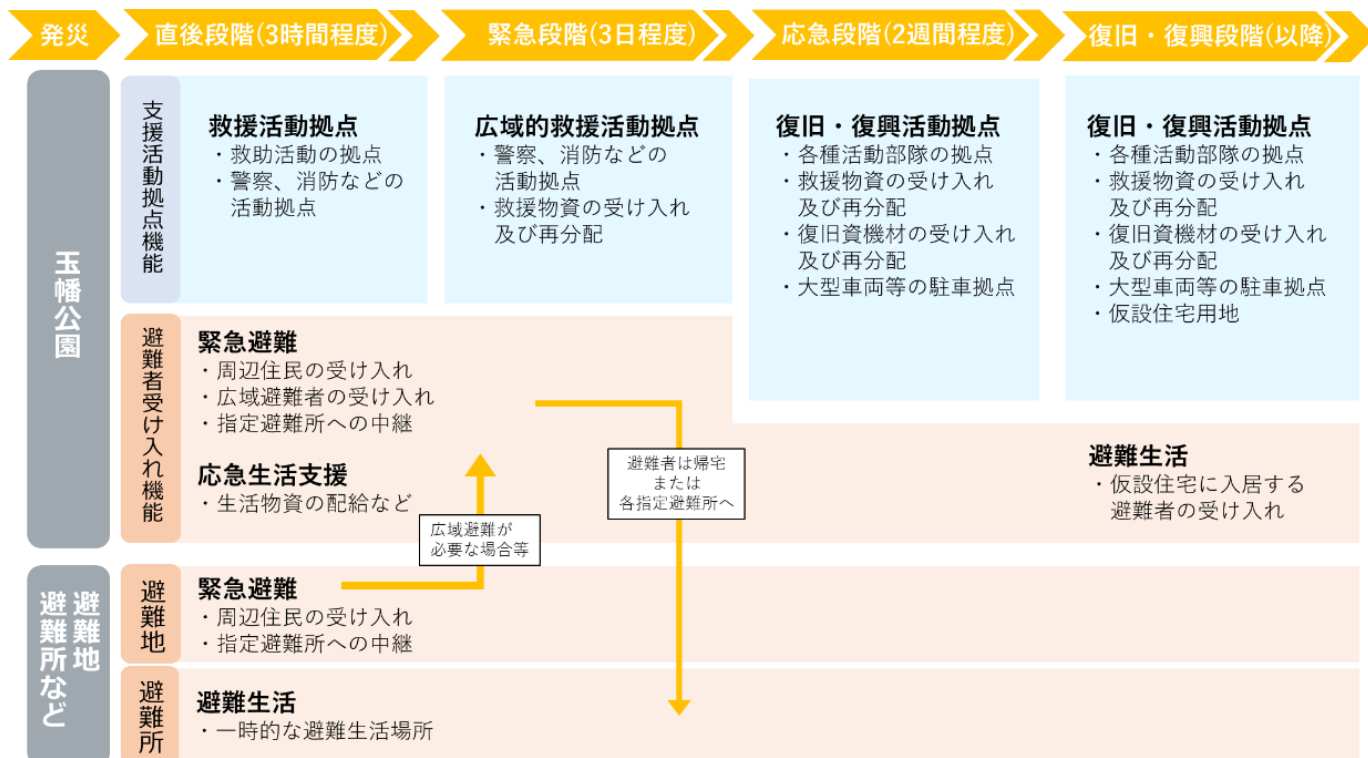 発災
直後段階(3時間程度)
緊急段階(3日程度)
応急段階(2週間程度)
復旧・復興段階(以降)
玉幡公園
支援活動拠点機能
救援活動拠点
・救助活動の拠点
・警察、消防などの
活動拠点
広域的救援活動拠点
・警察、消防などの
活動拠点
・救援物資の受け入れ
及び再分配
復旧・復興活動拠点
・各種活動部隊の拠点
・救援物資の受け入れ
及び再分配
・復旧資機材の受け入れ
及び再分配
・大型車両等の駐車拠点
復旧・復興活動拠点
・各種活動部隊の拠点
・救援物資の受け入れ
及び再分配
・復旧資機材の受け入れ
及び再分配
・大型車両等の駐車拠点
・仮設住宅用地
避難者受け入れ機能
緊急避難
・周辺住民の受け入れ
・広域避難者の受け入れ
・指定避難所への中継
応急生活支援
・生活物資の配給など
広域避難が
必要な場合等
避難者は帰宅
または
各指定避難所へ
避難生活
・仮設住宅に入居する
避難者の受け入れ
避難地
避難所など
避難地
緊急避難
・周辺住民の受け入れ
・指定避難所への中継
避難所
避難生活
・一時的な避難生活場所